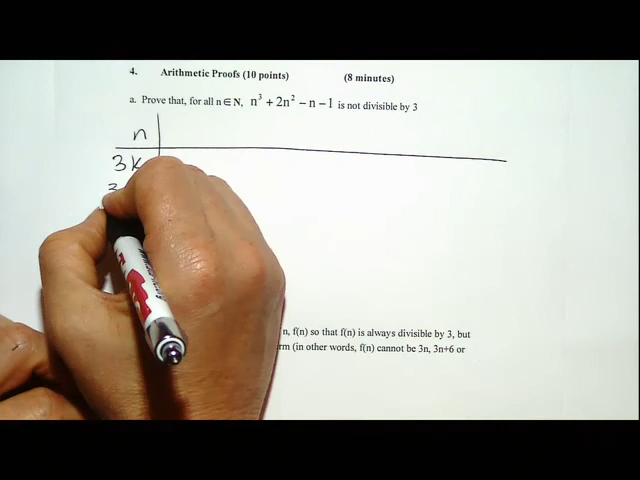 4. Arithmetic Proofs (10 points) (8 minutes)
a. Prove that, for all n ∈ N, n³ + 2n² − n − 1 is not divisible by 3
n
3k
3
n, f(n) so that f(n) is always divisible by 3, but
rm (in other words, f(n) cannot be 3n, 3n+6 or